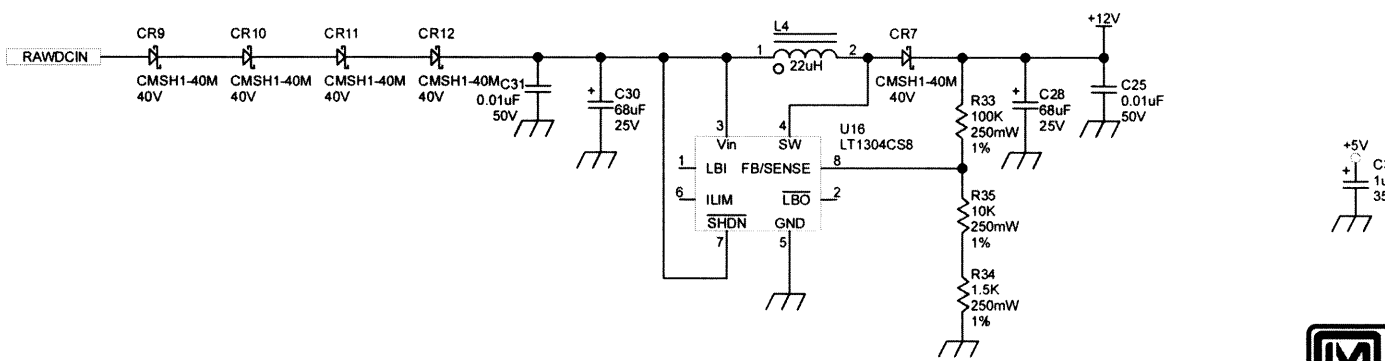 +12V
L4
CR9 CR10 CR11 CR12 CR7
RAWDCIN
1 2
22uH
CMSH1-40M CMSH1-40M CMSH1-40M CMSH1-40M CMSH1-40M
40V 40V 40V 40V 40V
C31
0.01uF
50V
+ C30
68uF
25V
R33
100K
250mW
1%
+ C28
68uF
25V
C25
0.01uF
50V
U16
LT1304CS8
3 4
Vin SW
1 LBI FB/SENSE 8
6 ILIM LBO 2
SHDN GND
7 5
R35
10K
250mW
1%
R34
1.5K
250mW
1%
+5V
+